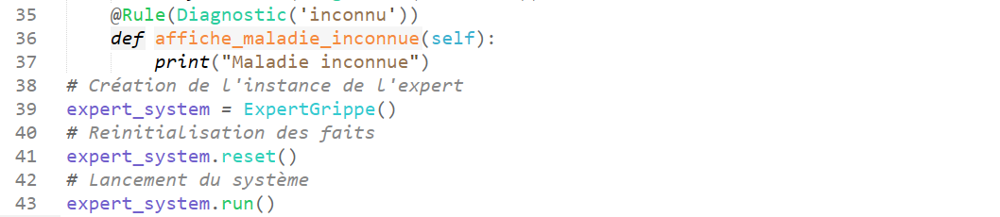 35 @Rule(Diagnostic('inconnu'))
36 def affiche_maladie_inconnue(self):
37 print("Maladie inconnue")
38 # Création de l'instance de l'expert
39 expert_system = ExpertGrippe()
40 # Reinitialisation des faits
41 expert_system.reset()
42 # Lancement du système
43 expert_system.run()